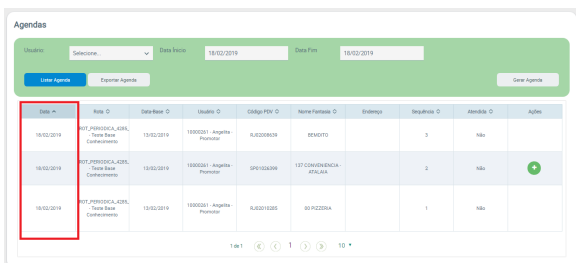 Agendas
Usuário: Selecione... Data Início: 18/02/2019 Data Fim: 18/02/2019
Listar Agenda Exportar Agenda Gerar Agenda
Data Rota Data-Base Usuário Código PDV Nome Fantasia Endereço Sequência Atendida Ações
18/02/2019 ROT_PERIODICA_4285_ - Teste Base Conhecimento 13/02/2019 10000261 - Angelita - Promotor RJ02008639 BENDITO 3 Não
18/02/2019 ROT_PERIODICA_4285_ - Teste Base Conhecimento 13/02/2019 10000261 - Angelita - Promotor SP01026399 137 CONVENIENCIA - ATALAIA 2 Não
18/02/2019 ROT_PERIODICA_4285_ - Teste Base Conhecimento 13/02/2019 10000261 - Angelita - Promotor RJ02010205 00 PIZZERIA 1 Não
1 de 1 1 10